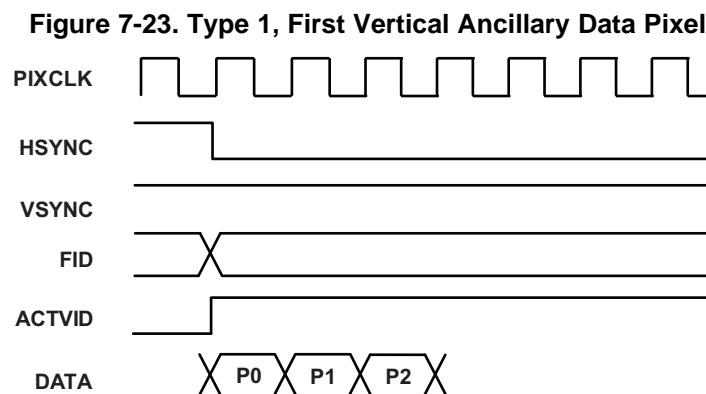 Figure 7-23. Type 1, First Vertical Ancillary Data Pixel
PIXCLK
HSYNC
VSYNC
FID
ACTVID
DATA P0 P1 P2